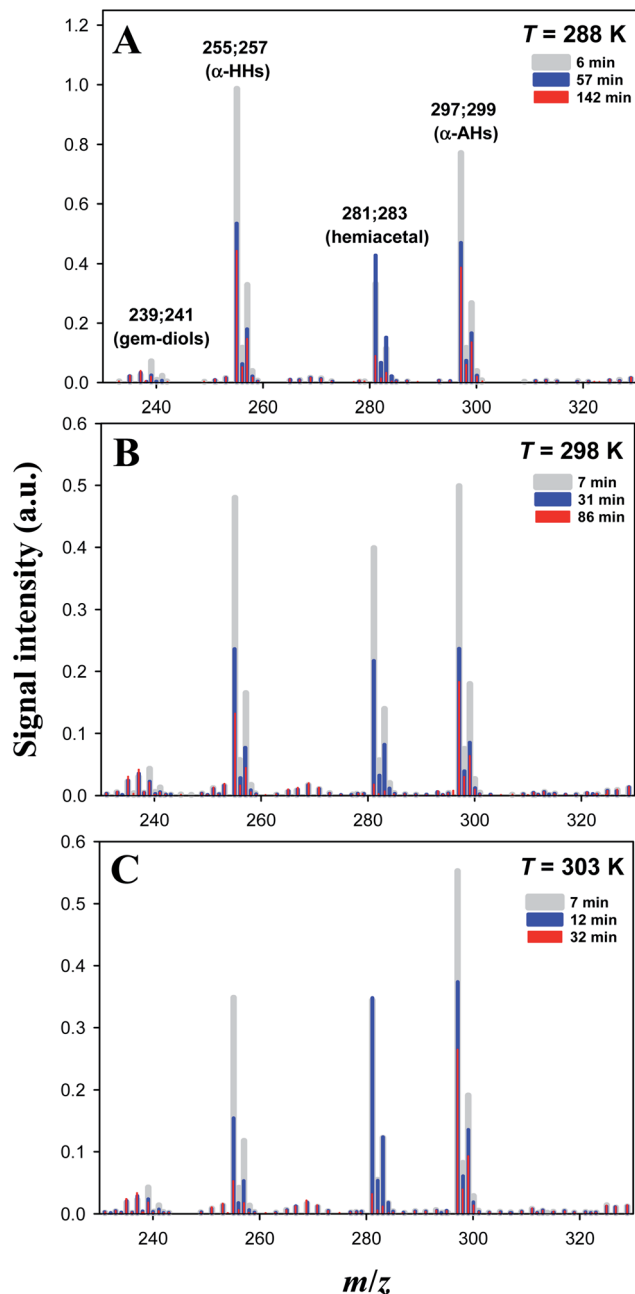 Signal intensity (a.u.)
A
T = 288 K
6 min
57 min
142 min
255;257
(α-HHs)
297;299
(α-AHs)
281;283
(hemiacetal)
239;241
(gem-diols)
1.2
1.0
0.8
0.6
0.4
0.2
0.0
240 260 280 300 320
B
T = 298 K
7 min
31 min
86 min
0.6
0.5
0.4
0.3
0.2
0.1
0.0
240 260 280 300 320
C
T = 303 K
7 min
12 min
32 min
0.6
0.5
0.4
0.3
0.2
0.1
0.0
240 260 280 300 320
m/z